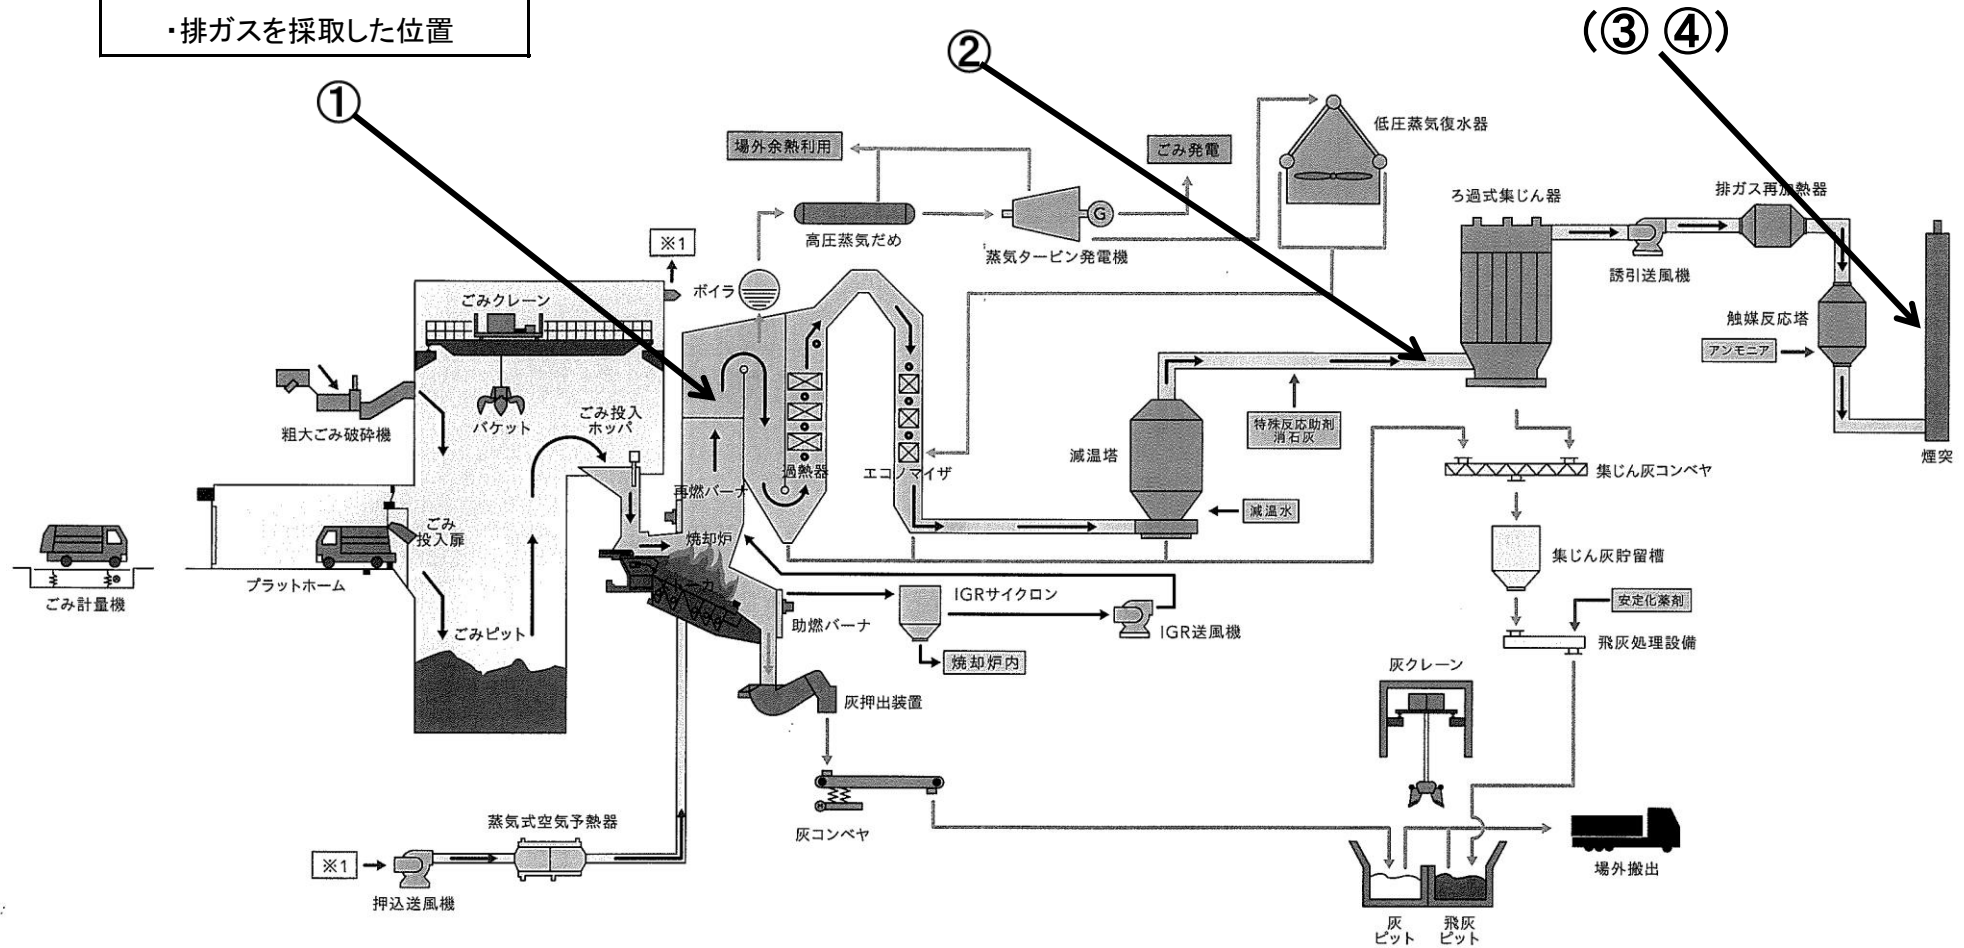 ・排ガスを採取した位置
①
②
(③ ④)
場外余熱利用
ごみ発電
低圧蒸気復水器
高圧蒸気だめ
G
蒸気タービン発電機
ろ過式集じん器
排ガス再加熱器
誘引送風機
※1
ボイラ
ごみクレーン
触媒反応塔
アンモニア
粗大ごみ破砕機
バケット
ごみ投入
ホッパ
特殊反応助剤
消石灰
過熱器
エコノマイザ
減温塔
集じん灰コンベヤ
煙突
再燃バーナ
減温水
ごみ
投入扉
焼却炉
集じん灰貯留槽
プラットホーム
ごみ計量機
ストーカ
IGRサイクロン
安定化薬剤
ごみピット
助燃バーナ
IGR送風機
飛灰処理設備
焼却炉内
灰クレーン
灰押出装置
M
灰コンベヤ
蒸気式空気予熱器
※1
押込送風機
場外搬出
灰
ピット
飛灰
ピット